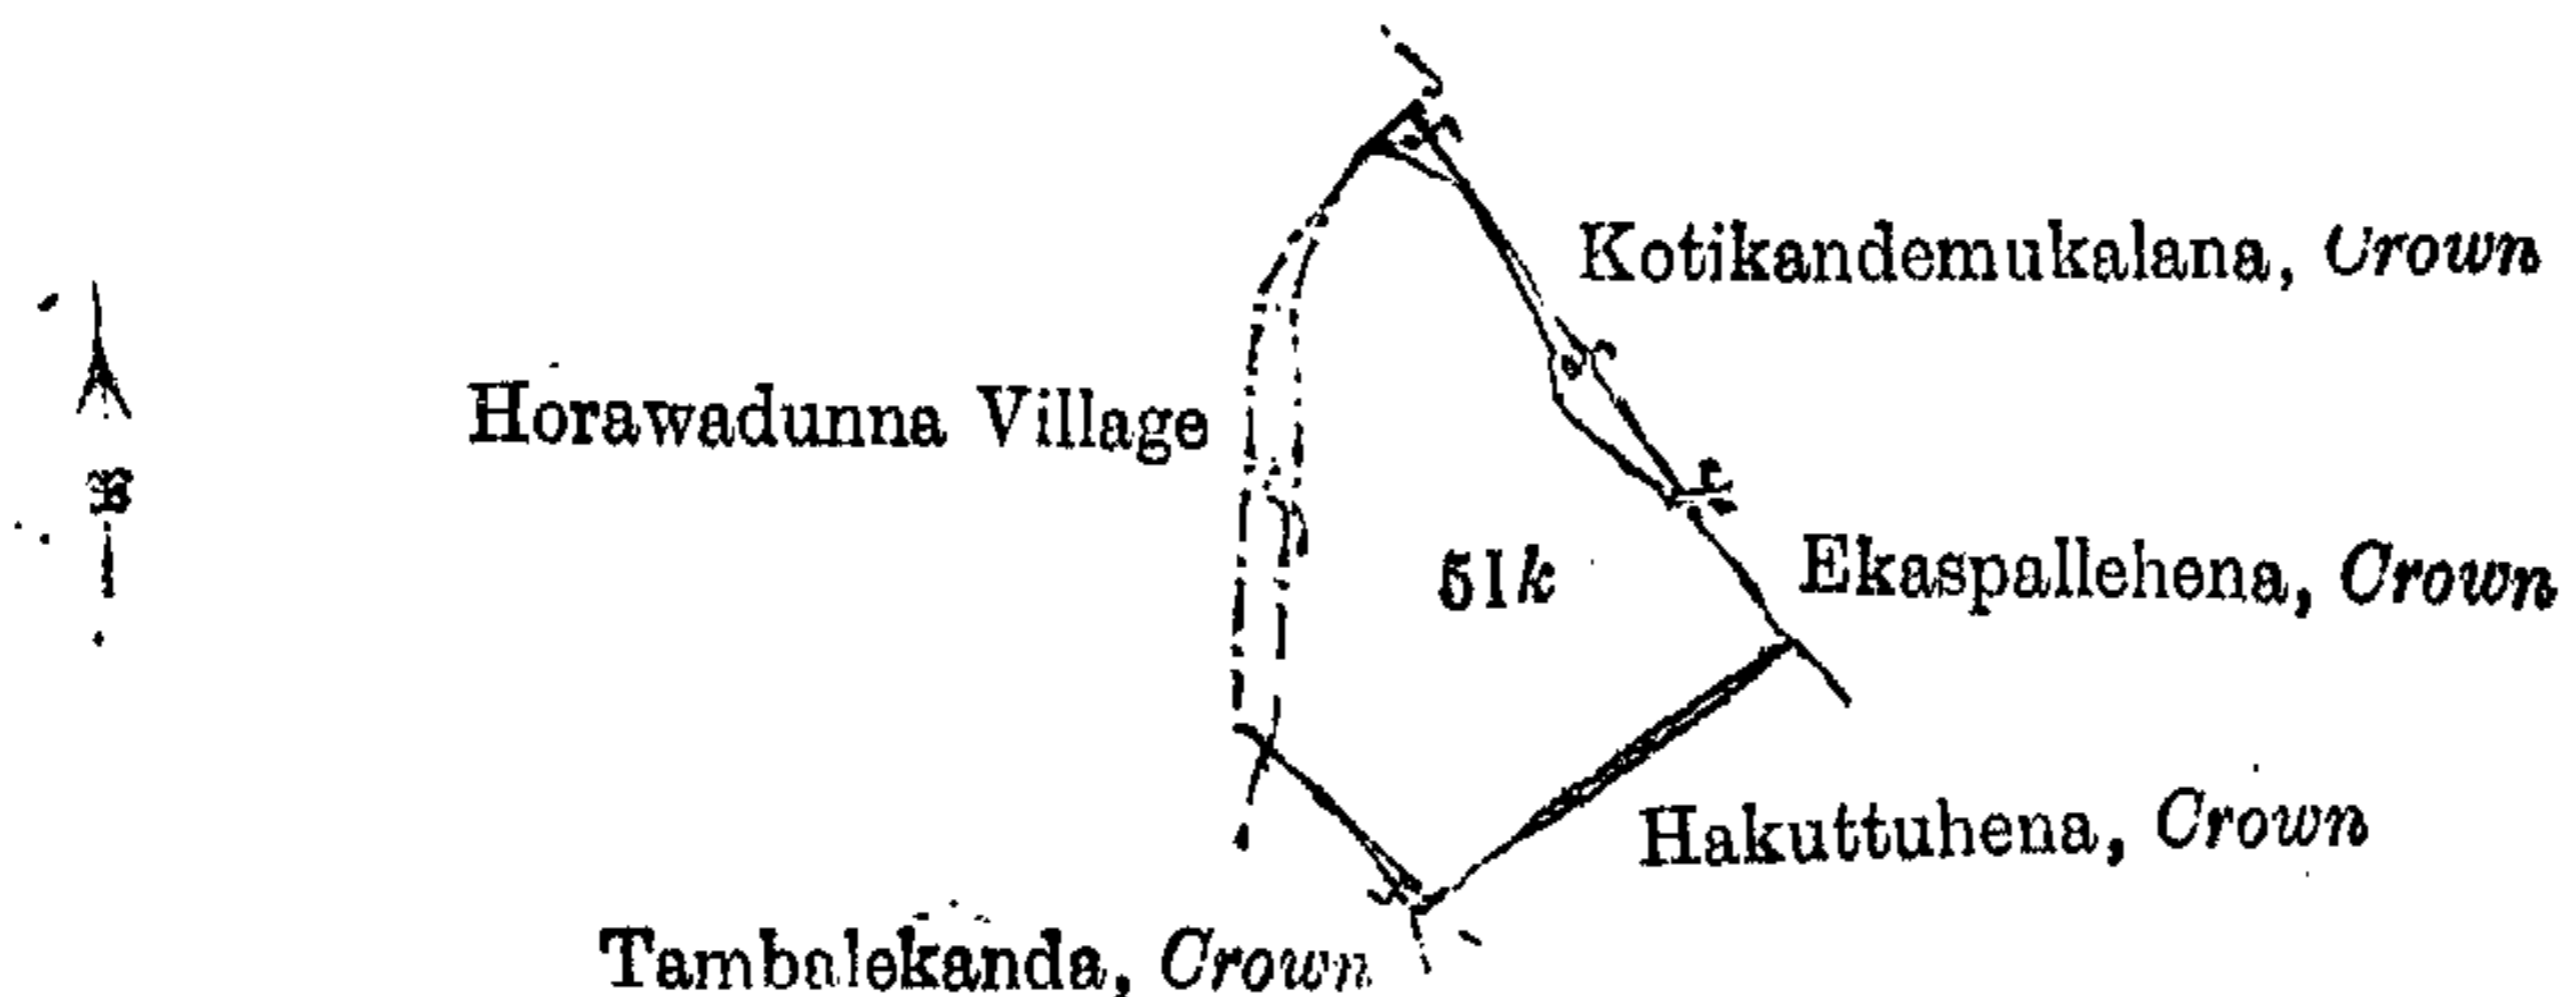 Kotikandemukalana, Crown
Horawadunna Village
51k
Ekaspallehena, Crown
Hakuttuhena, Crown
Tambalekanda, Crown